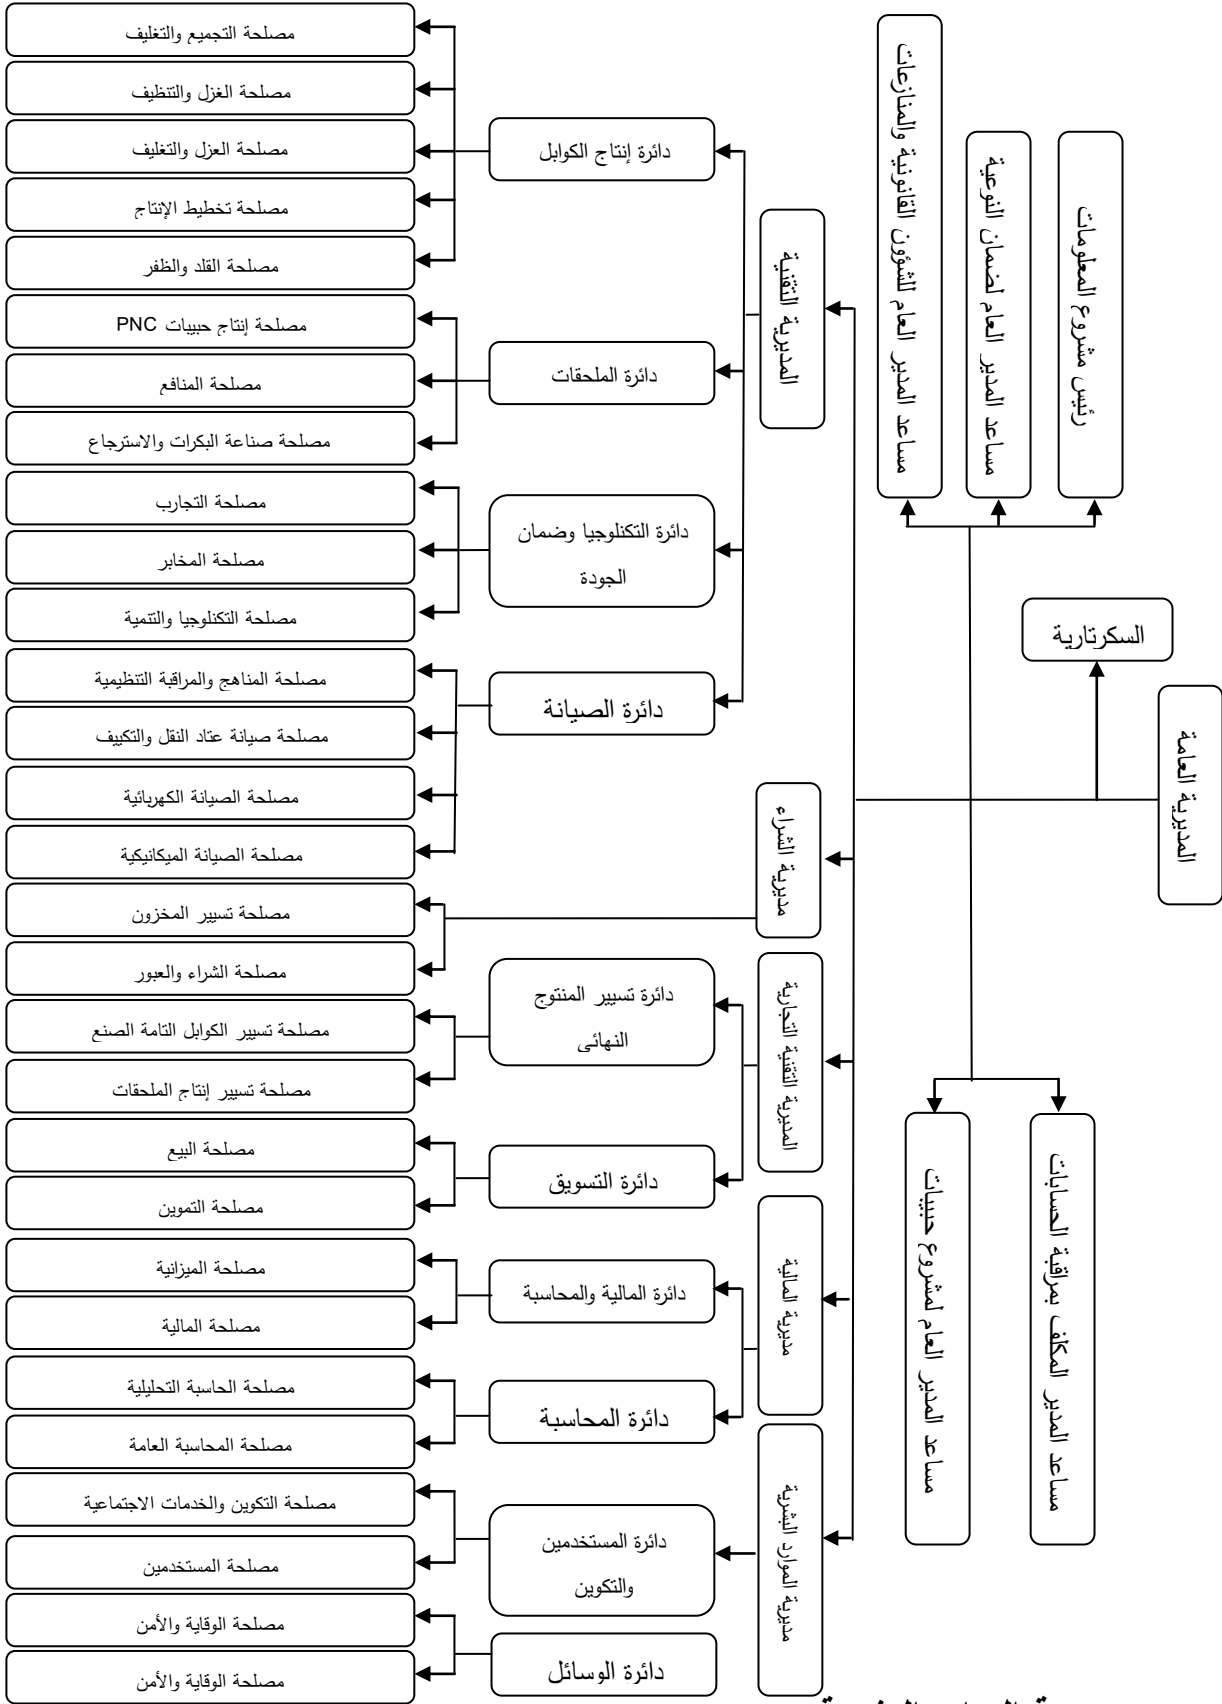 المديرية العامة
السكرتارية
رئيس مشروع المعلومات
مساعد المدير العام لضمان النوعية
مساعد المدير العام للشؤون القانونية والمنازعات
مساعد المدير المكلف بمراقبة الحسابات
مساعد المدير العام لمشروع حبيبات
المديرية التقنية
دائرة إنتاج الكوابل
مصلحة التجميع والتغليف
مصلحة الغزل والتنظيف
مصلحة العزل والتغليف
مصلحة تخطيط الإنتاج
مصلحة القلد والظفر
دائرة الملحقات
مصلحة إنتاج حبيبات PNC
مصلحة المنافع
مصلحة صناعة البكرات والاسترجاع
دائرة التكنلوجيا وضمان
الجودة
مصلحة التجارب
مصلحة المخابر
مصلحة التكنلوجيا والتنمية
دائرة الصيانة
مصلحة المناهج والمراقبة التنظيمية
مصلحة صيانة عتاد النقل والتكييف
مصلحة الصيانة الكهربائية
مصلحة الصيانة الميكانيكية
مديرية الشراء
مصلحة تسيير المخزون
مصلحة الشراء والعبور
المديرية التقنية التجارية
دائرة تسيير المنتوج
النهائي
مصلحة تسيير الكوابل التامة الصنع
مصلحة تسيير إنتاج الملحقات
دائرة التسويق
مصلحة البيع
مصلحة التموين
مديرية المالية
دائرة المالية والمحاسبة
مصلحة الميزانية
مصلحة المالية
دائرة المحاسبة
مصلحة الحاسبة التحليلية
مصلحة المحاسبة العامة
مديرية الموارد البشرية
دائرة المستخدمين
والتكوين
مصلحة التكوين والخدمات الاجتماعية
مصلحة المستخدمين
دائرة الوسائل
مصلحة الوقاية والأمن
مصلحة الوقاية والأمن